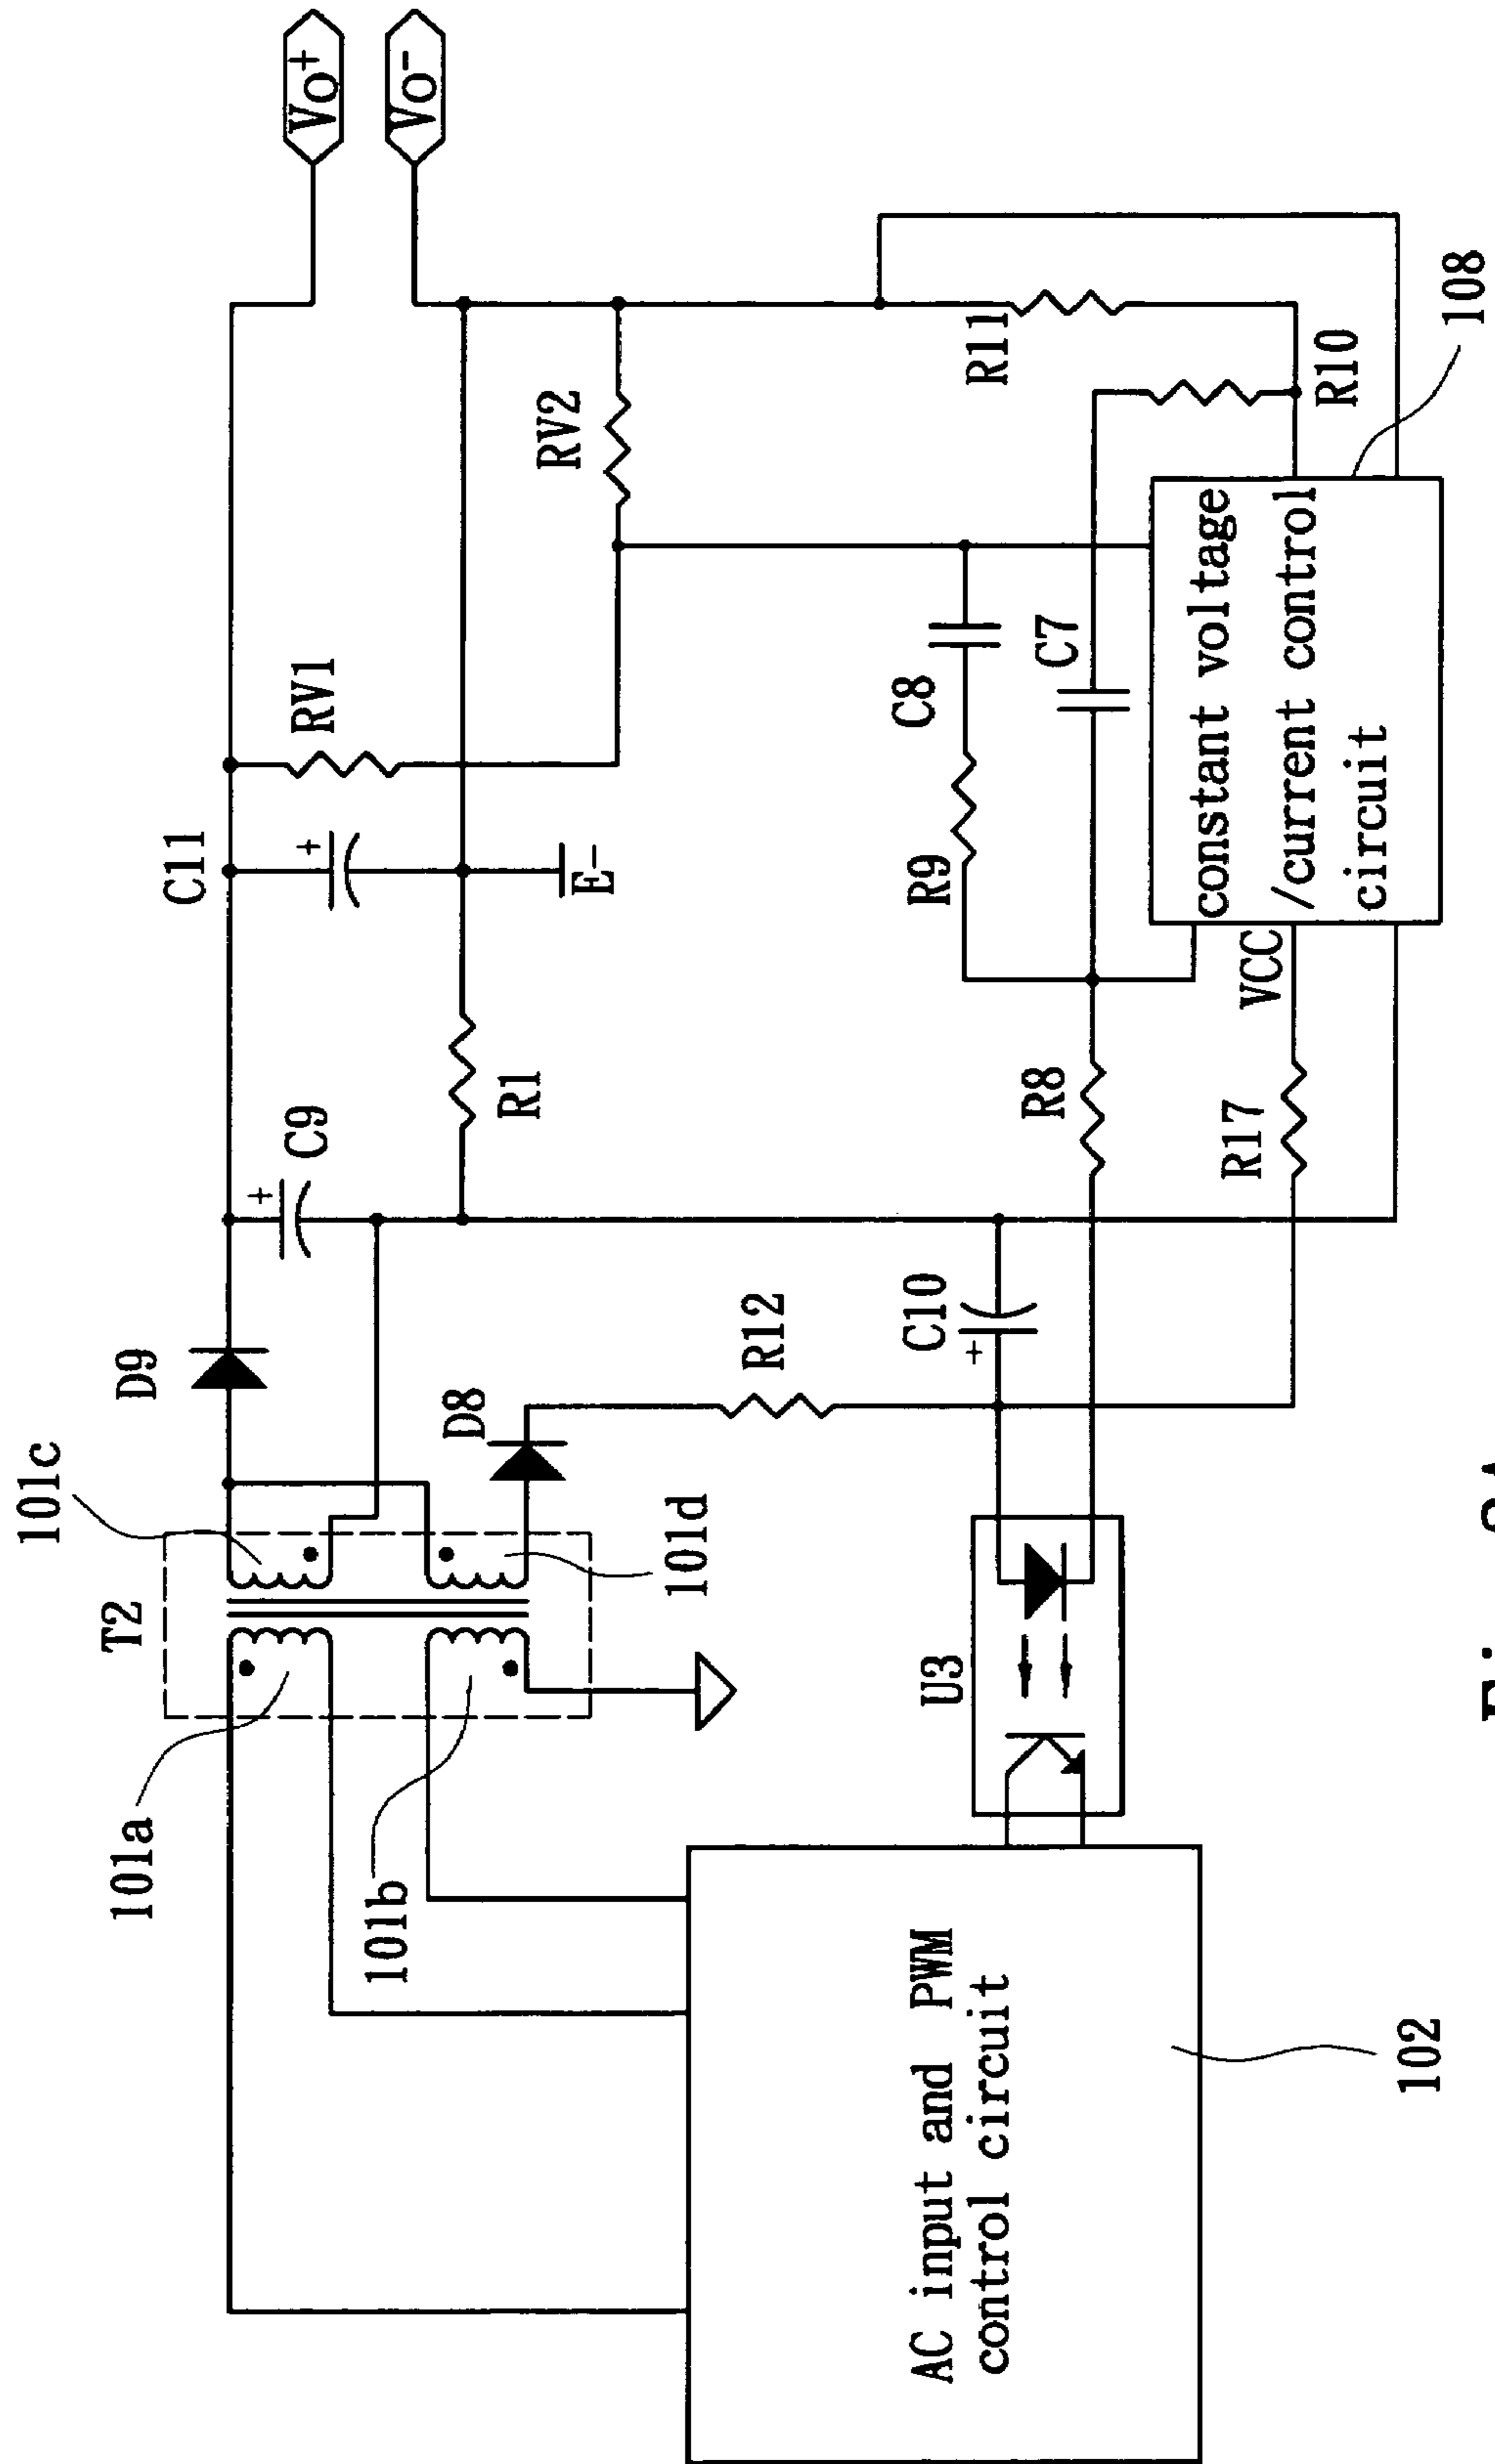 Vo+
Vo-
C11
RV1
C9
D9
101c
T2
101a
+
+
E-
R1
RV2
D8
101d
101b
R12
C8
R9
C7
R11
R10
C10
+
R8
U3
VCC
R17
constant voltage
/current control
circuit
108
AC input and PWM
control circuit
102